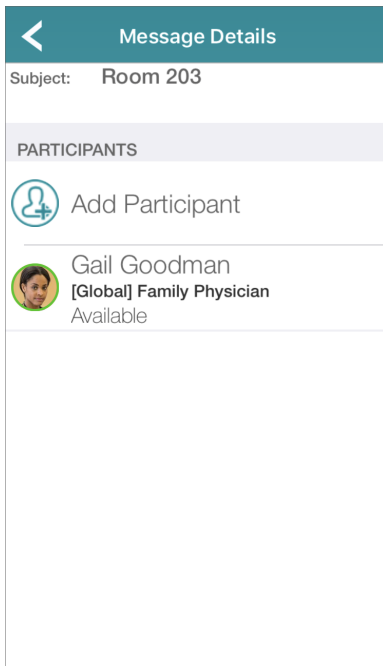 Message Details
Subject: Room 203
PARTICIPANTS
Add Participant
Gail Goodman
[Global] Family Physician
Available